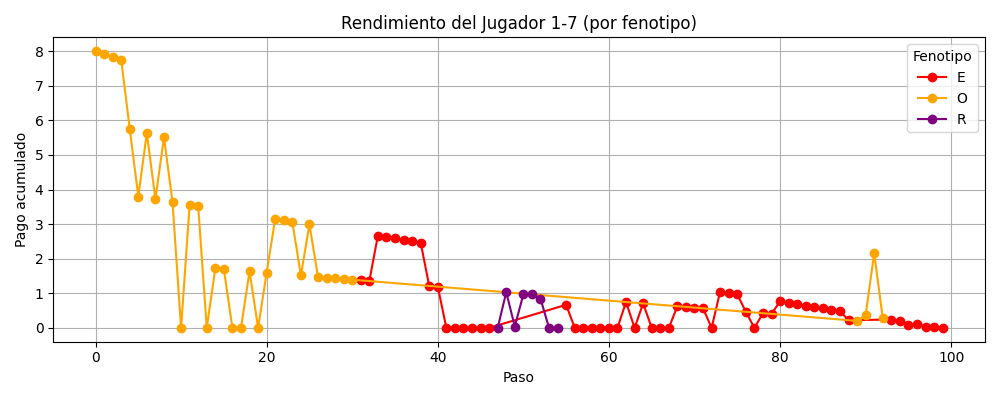 Rendimiento del Jugador 1-7 (por fenotipo)
Pago acumulado
8
7
6
5
4
3
2
1
0
Fenotipo
E
O
R
0 20 40 60 80 100
Paso